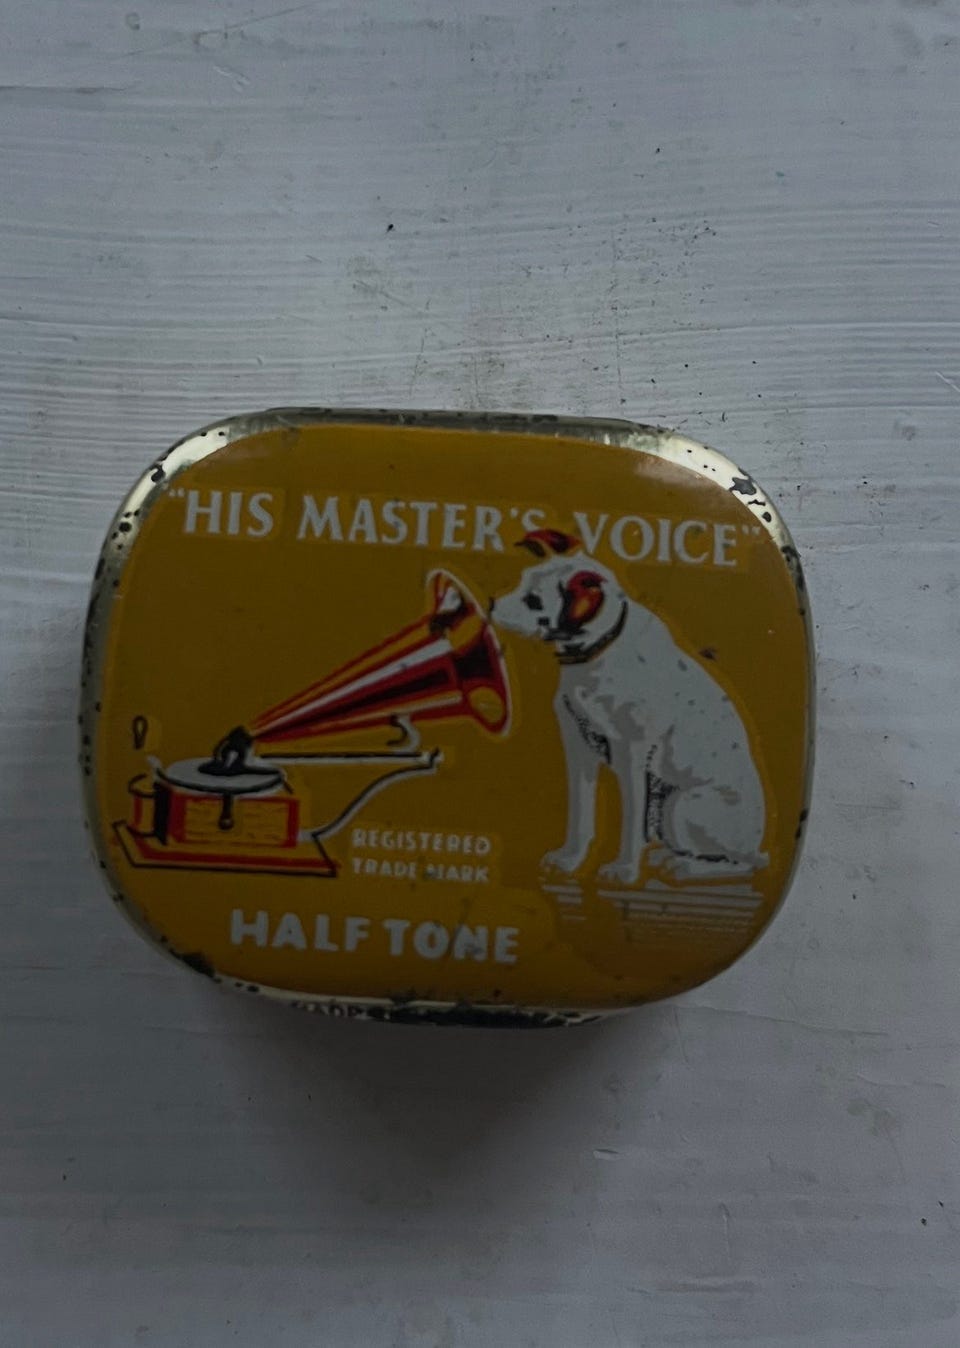 "HIS MASTER'S VOICE"
REGISTERED
TRADE MARK
HALF TONE